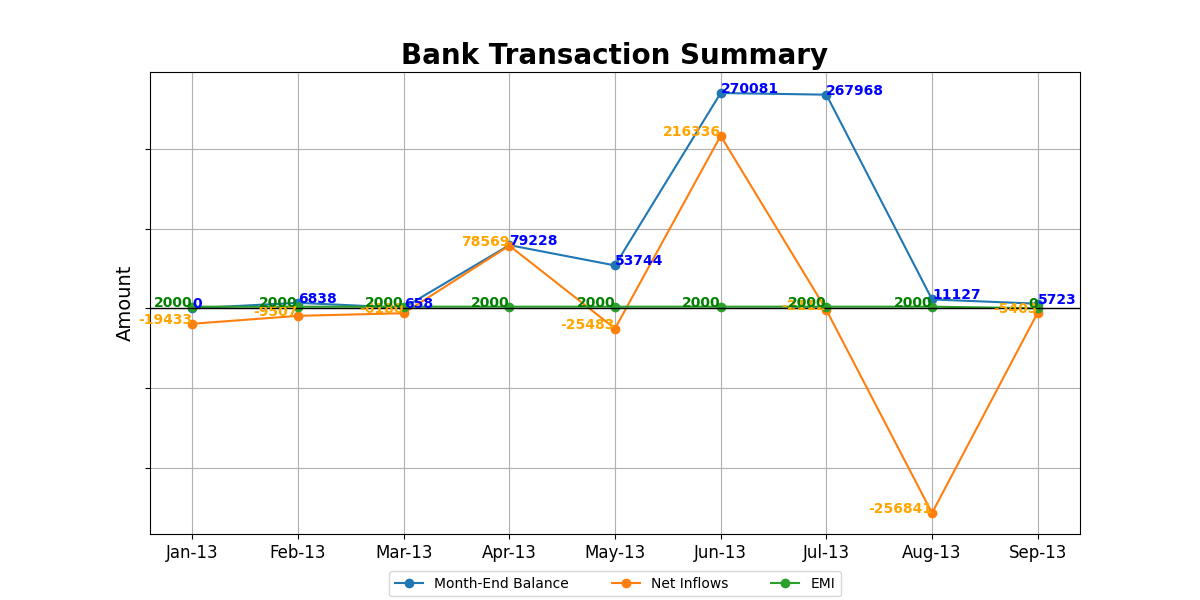 Bank Transaction Summary
Amount
270081
267968
216336
78569
79228
53744
2000
0
2000
6838
2000
658
2000
2000
2000
2000
2000
11127
0
5723
-19433
-25483
-256841
Jan-13
Feb-13
Mar-13
Apr-13
May-13
Jun-13
Jul-13
Aug-13
Sep-13
Month-End Balance
Net Inflows
EMI